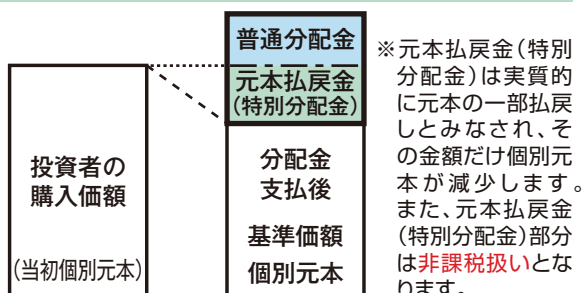 普通分配金
元本払戻金
(特別分配金)
投資者の
購入価額
(当初個別元本)
分配金
支払後
基準価額
個別元本
※元本払戻金(特別
分配金)は実質的
に元本の一部払戻
しとみなされ、そ
の金額だけ個別元
本が減少します。
また、元本払戻金
(特別分配金)部分
は非課税扱いとな
ります。